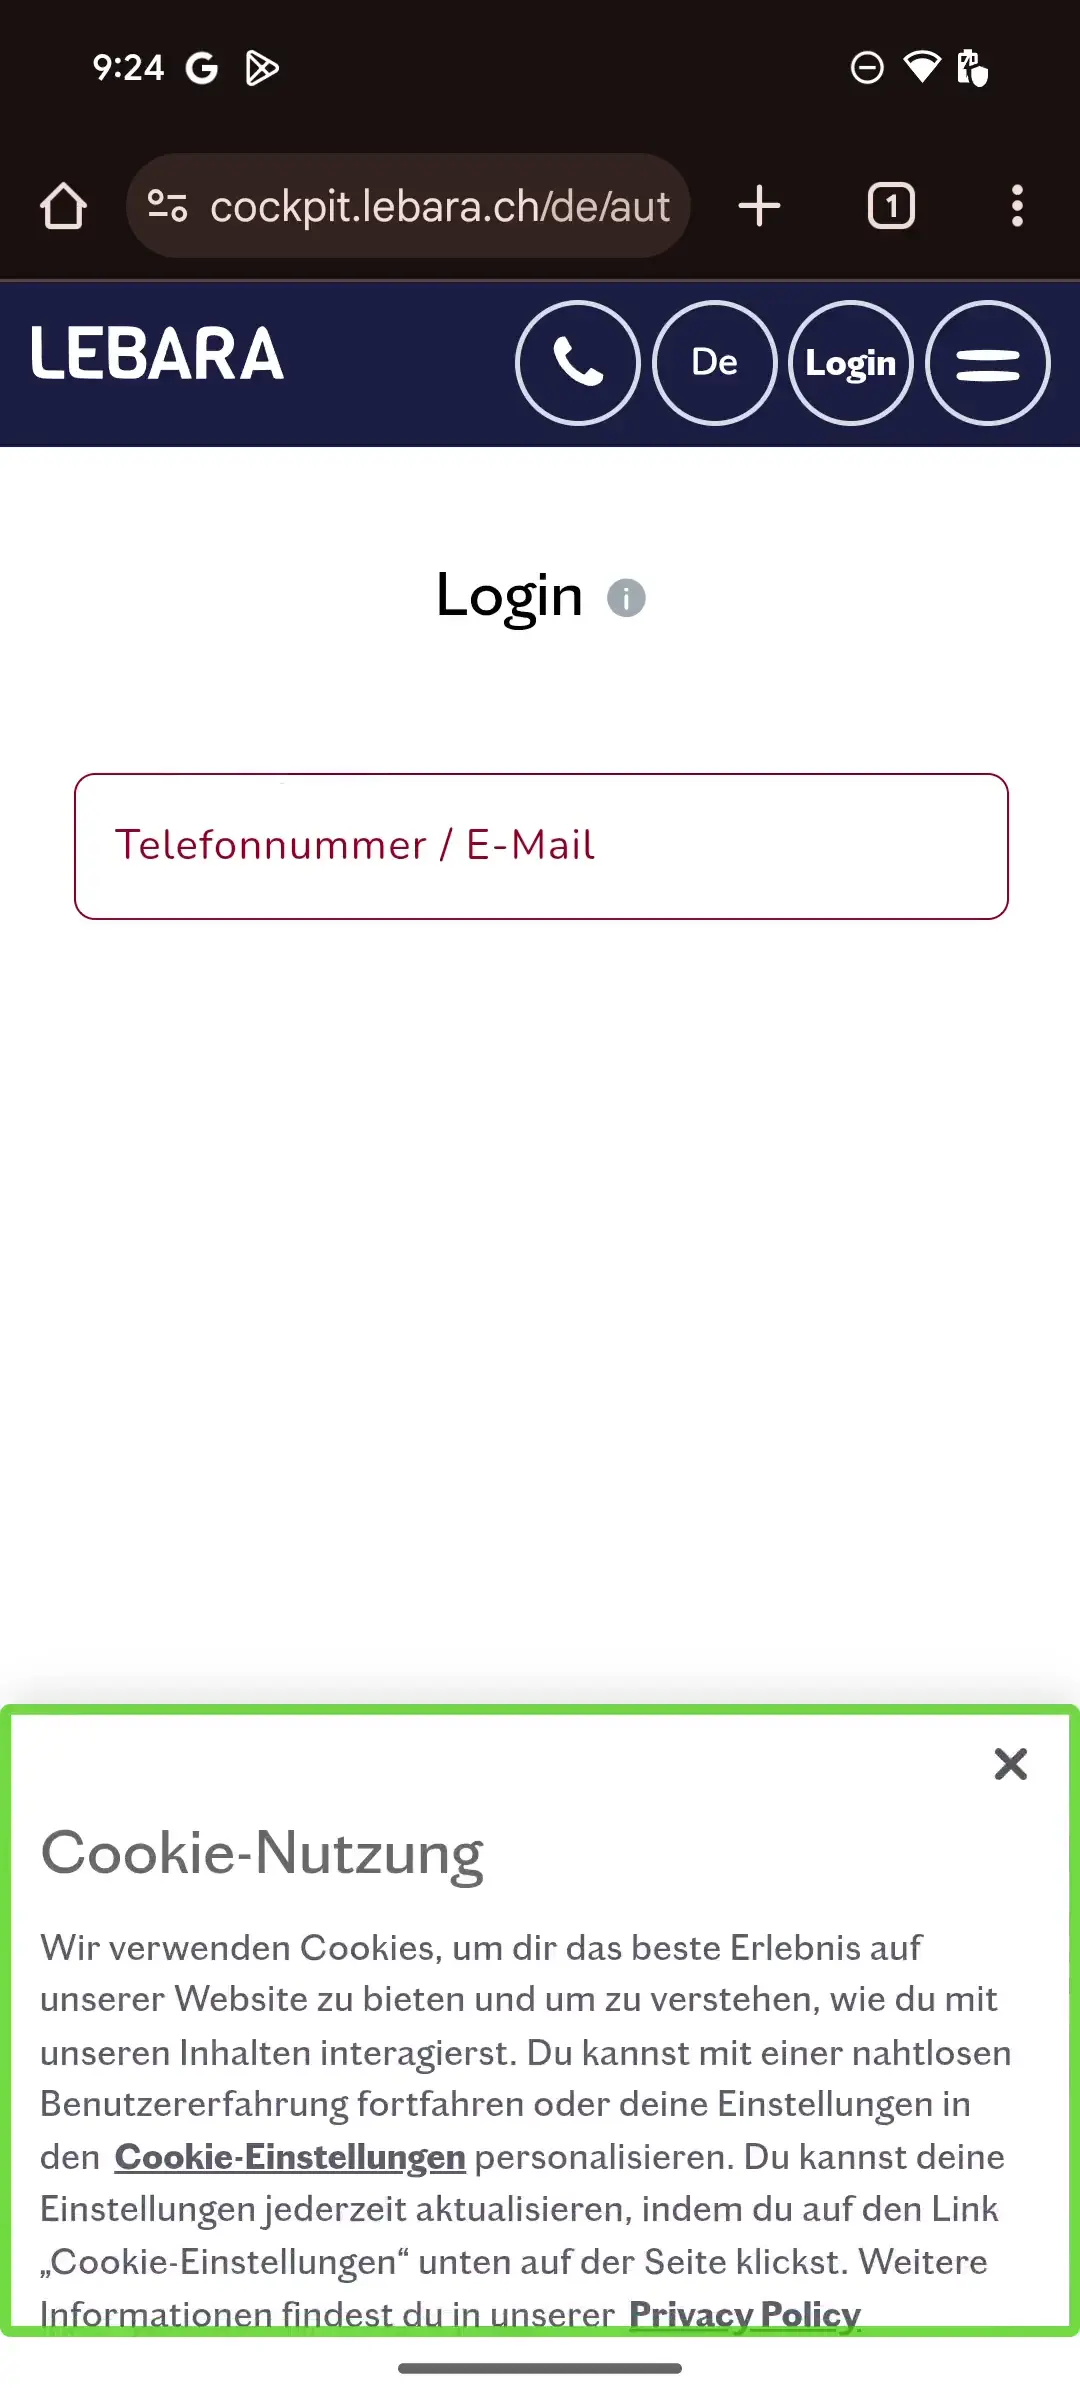 9:24
cockpit.lebara.ch/de/aut
1
LEBARA
De
Login
Login
Telefonnummer / E-Mail
Cookie-Nutzung
Wir verwenden Cookies, um dir das beste Erlebnis auf
unserer Website zu bieten und um zu verstehen, wie du mit
unseren Inhalten interagierst. Du kannst mit einer nahtlosen
Benutzererfahrung fortfahren oder deine Einstellungen in
den Cookie-Einstellungen personalisieren. Du kannst deine
Einstellungen jederzeit aktualisieren, indem du auf den Link
„Cookie-Einstellungen“ unten auf der Seite klickst. Weitere
Informationen findest du in unserer Privacy Policy.